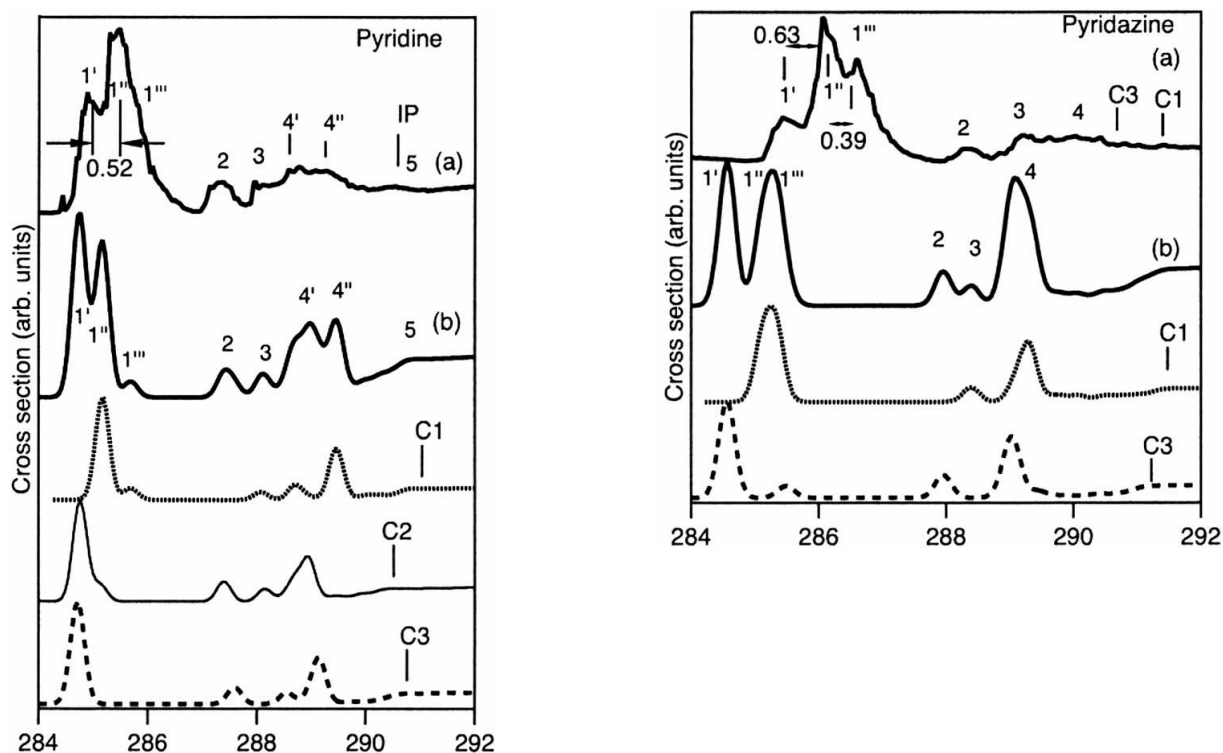 Pyridine
1' 1'' 1'''
0.52
2 3 4' 4''
IP
5 (a)
1' 1'' 1'''
2 3 4' 4'' 5 (b)
C1
C2
C3
Cross section (arb. units)
284 286 288 290 292
Pyridazine
(a)
0.63 1'''
1' 1''
0.39
2 3 4 C3 C1
1' 1'' 1'''
2 3 4 (b)
C1
C3
Cross section (arb. units)
284 286 288 290 292